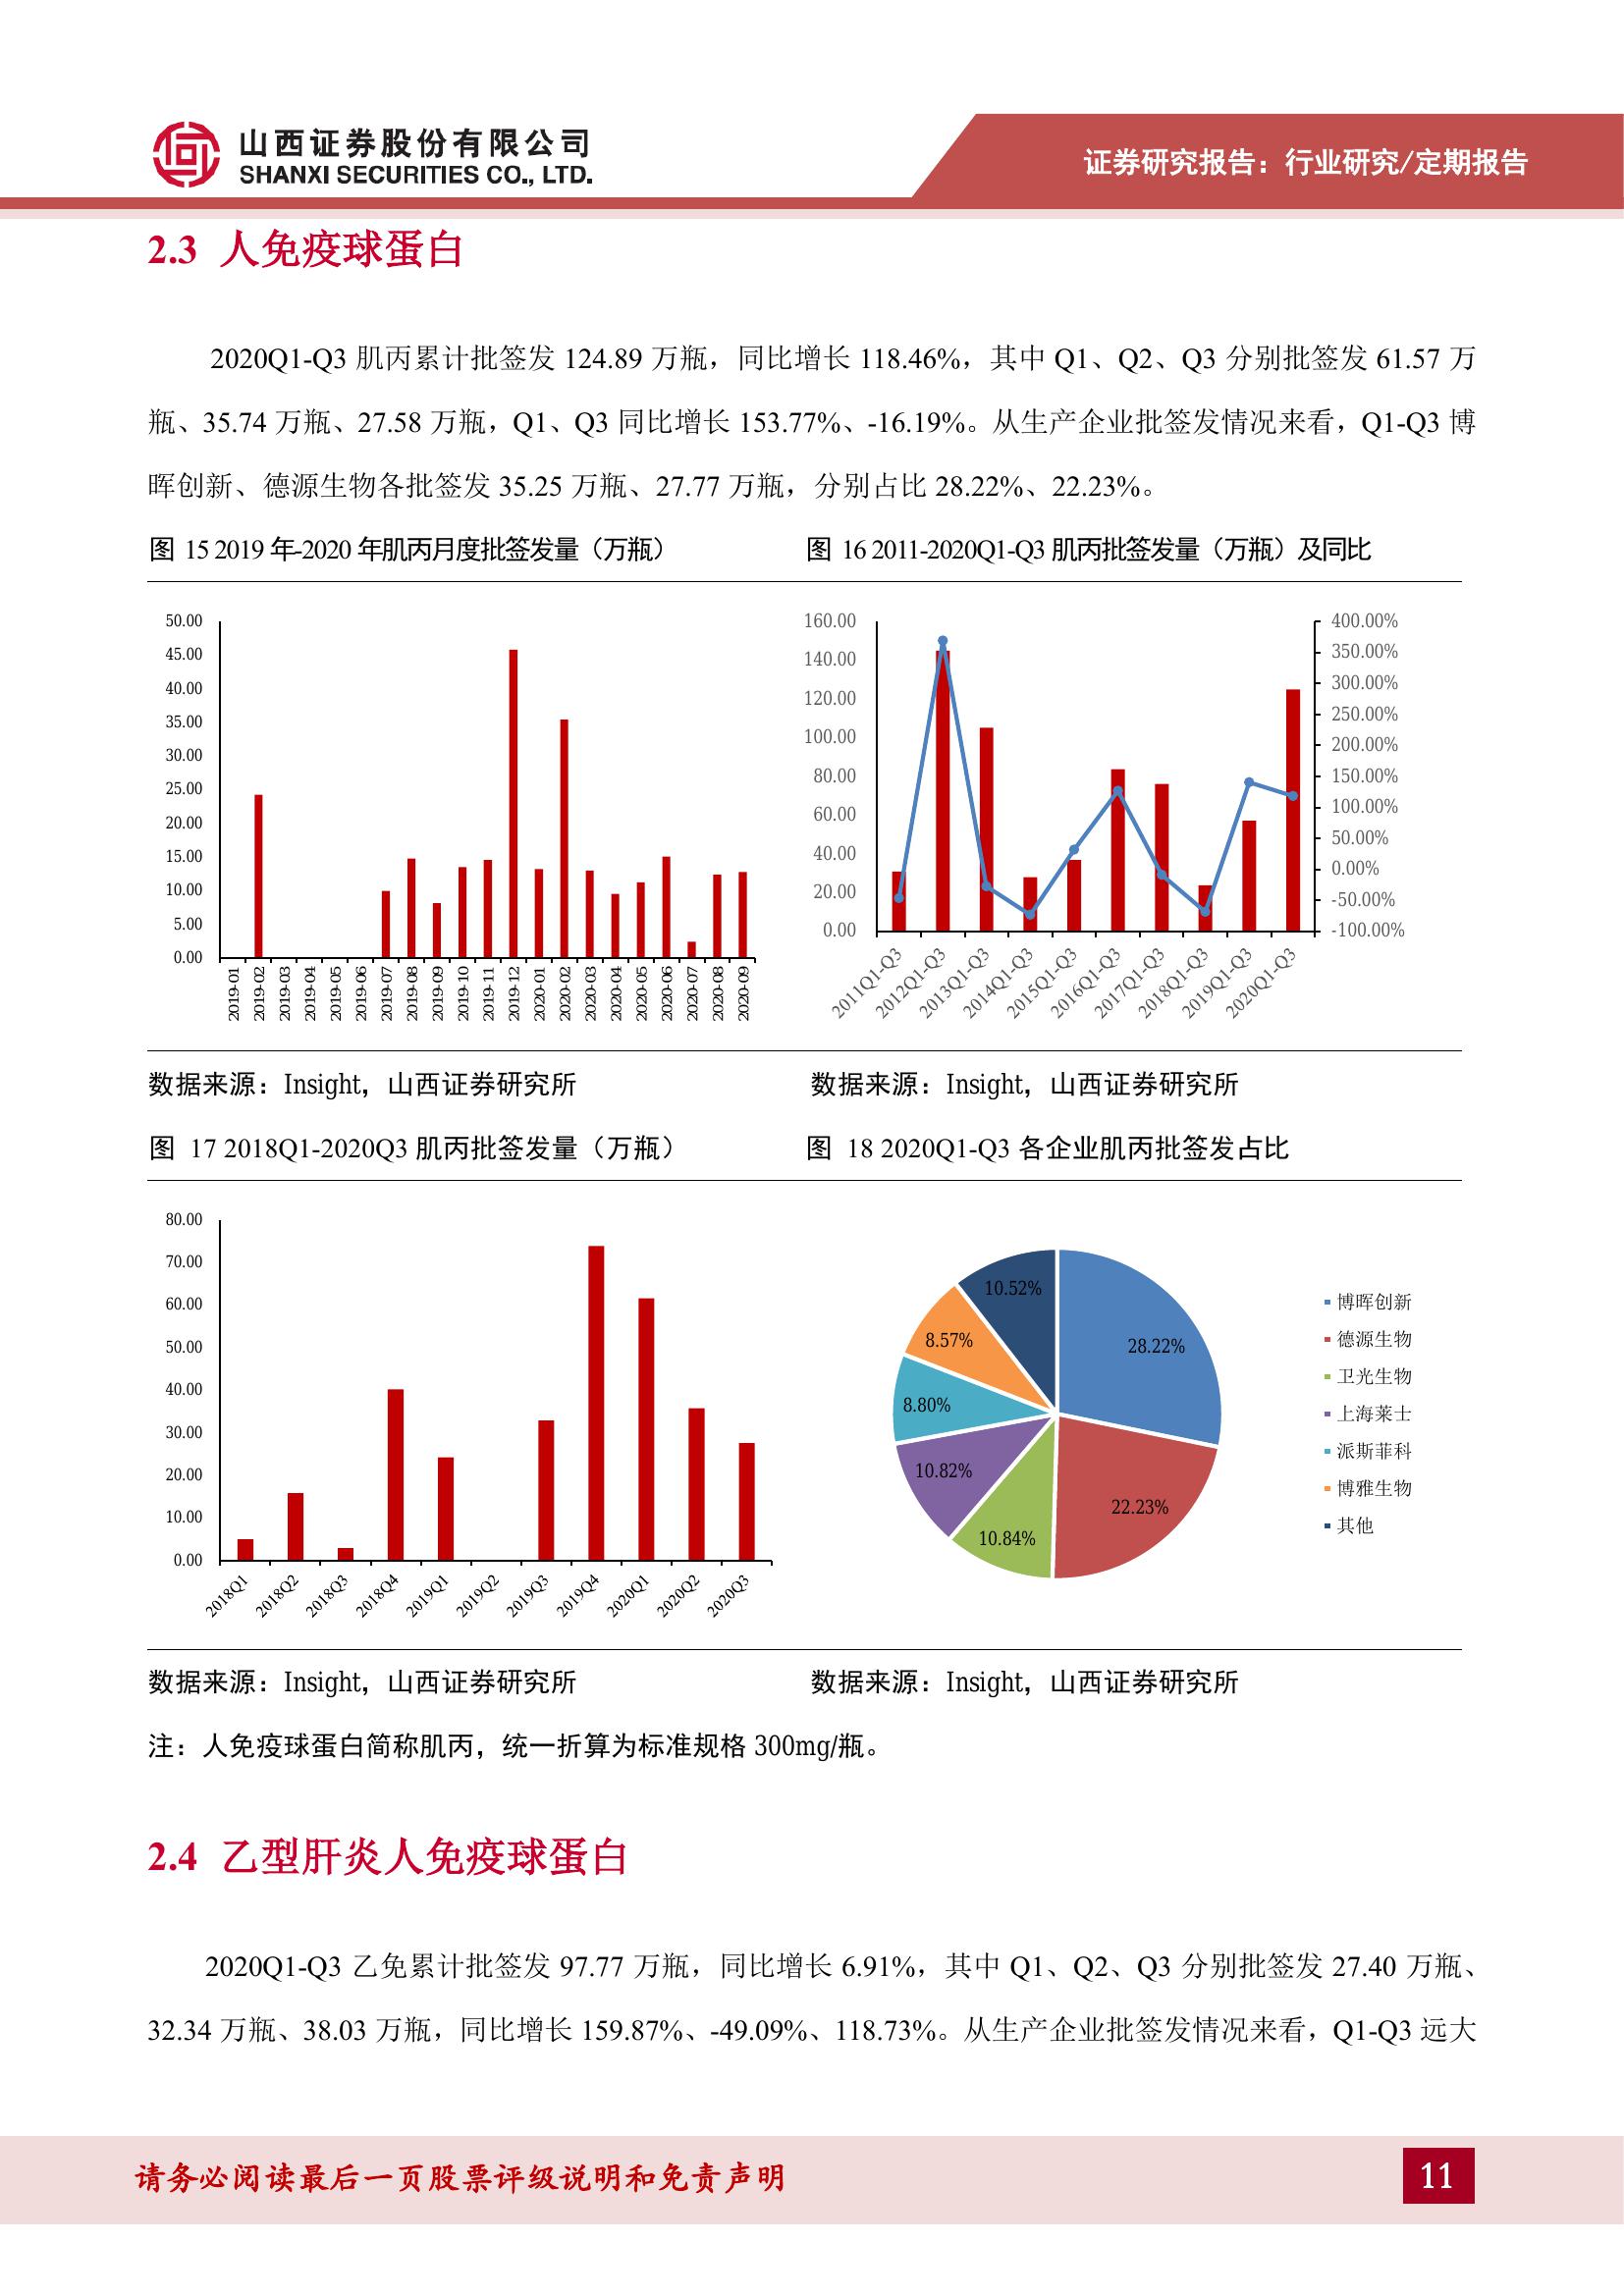 山西证券股份有限公司
SHANXI SECURITIES CO., LTD.
证券研究报告：行业研究/定期报告
2.3 人免疫球蛋白
2020Q1-Q3 肌丙累计批签发 124.89 万瓶，同比增长 118.46%，其中 Q1、Q2、Q3 分别批签发 61.57 万
瓶、35.74 万瓶、27.58 万瓶，Q1、Q3 同比增长 153.77%、-16.19%。从生产企业批签发情况来看，Q1-Q3 博
晖创新、德源生物各批签发 35.25 万瓶、27.77 万瓶，分别占比 28.22%、22.23%。
图 15 2019 年-2020 年肌丙月度批签发量（万瓶）
50.00
45.00
40.00
35.00
30.00
25.00
20.00
15.00
10.00
5.00
0.00
2019-01
2019-02
2019-03
2019-04
2019-05
2019-06
2019-07
2019-08
2019-09
2019-10
2019-11
2019-12
2020-01
2020-02
2020-03
2020-04
2020-05
2020-06
2020-07
2020-08
2020-09
数据来源：Insight，山西证券研究所
图 16 2011-2020Q1-Q3 肌丙批签发量（万瓶）及同比
160.00
140.00
120.00
100.00
80.00
60.00
40.00
20.00
0.00
400.00%
350.00%
300.00%
250.00%
200.00%
150.00%
100.00%
50.00%
0.00%
-50.00%
-100.00%
2011Q1-Q3
2012Q1-Q3
2013Q1-Q3
2014Q1-Q3
2015Q1-Q3
2016Q1-Q3
2017Q1-Q3
2018Q1-Q3
2019Q1-Q3
2020Q1-Q3
数据来源：Insight，山西证券研究所
图 17 2018Q1-2020Q3 肌丙批签发量（万瓶）
80.00
70.00
60.00
50.00
40.00
30.00
20.00
10.00
0.00
2018Q1
2018Q2
2018Q3
2018Q4
2019Q1
2019Q2
2019Q3
2019Q4
2020Q1
2020Q2
2020Q3
数据来源：Insight，山西证券研究所
图 18 2020Q1-Q3 各企业肌丙批签发占比
28.22%
22.23%
10.84%
10.82%
8.80%
8.57%
10.52%
博晖创新
德源生物
卫光生物
上海莱士
派斯菲科
博雅生物
其他
数据来源：Insight，山西证券研究所
注：人免疫球蛋白简称肌丙，统一折算为标准规格 300mg/瓶。
2.4 乙型肝炎人免疫球蛋白
2020Q1-Q3 乙免累计批签发 97.77 万瓶，同比增长 6.91%，其中 Q1、Q2、Q3 分别批签发 27.40 万瓶、
32.34 万瓶、38.03 万瓶，同比增长 159.87%、-49.09%、118.73%。从生产企业批签发情况来看，Q1-Q3 远大
请务必阅读最后一页股票评级说明和免责声明
11